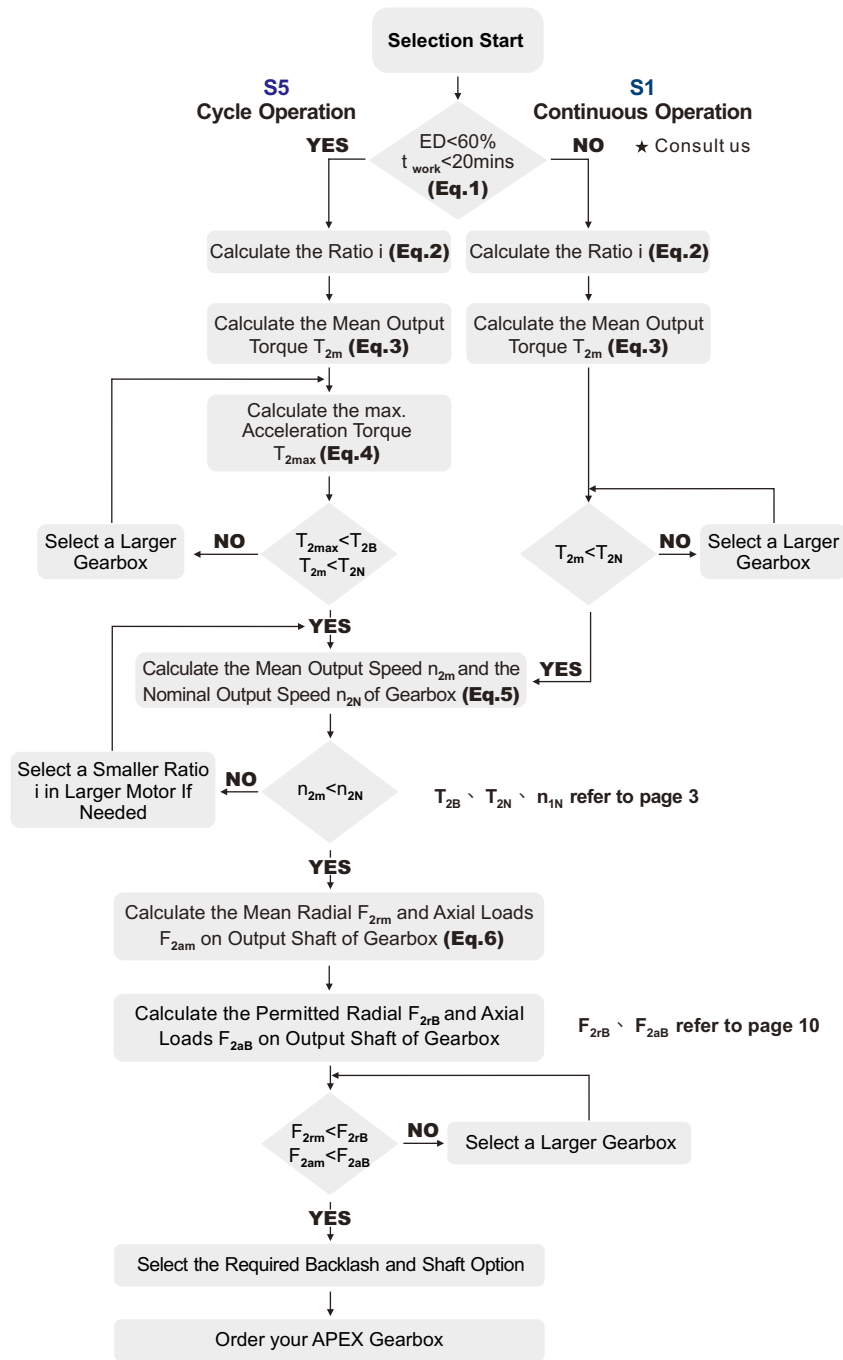 Selection Start
S5
Cycle Operation
S1
Continuous Operation
YES
ED<60%
t work<20mins
(Eq.1)
NO
★ Consult us
Calculate the Ratio i (Eq.2)
Calculate the Ratio i (Eq.2)
Calculate the Mean Output
Torque T2m (Eq.3)
Calculate the Mean Output
Torque T2m (Eq.3)
Calculate the max.
Acceleration Torque
T2max (Eq.4)
Select a Larger
Gearbox
NO
T2max<T2B
T2m<T2N
T2m<T2N
NO
Select a Larger
Gearbox
YES
Calculate the Mean Output Speed n2m and the
Nominal Output Speed n2N of Gearbox (Eq.5)
YES
Select a Smaller Ratio
i in Larger Motor If
Needed
NO
n2m<n2N
T2B、T2N、n1N refer to page 3
YES
Calculate the Mean Radial F2rm and Axial Loads
F2am on Output Shaft of Gearbox (Eq.6)
Calculate the Permitted Radial F2rB and Axial
Loads F2aB on Output Shaft of Gearbox
F2rB、F2aB refer to page 10
F2rm<F2rB
F2am<F2aB
NO
Select a Larger Gearbox
YES
Select the Required Backlash and Shaft Option
Order your APEX Gearbox